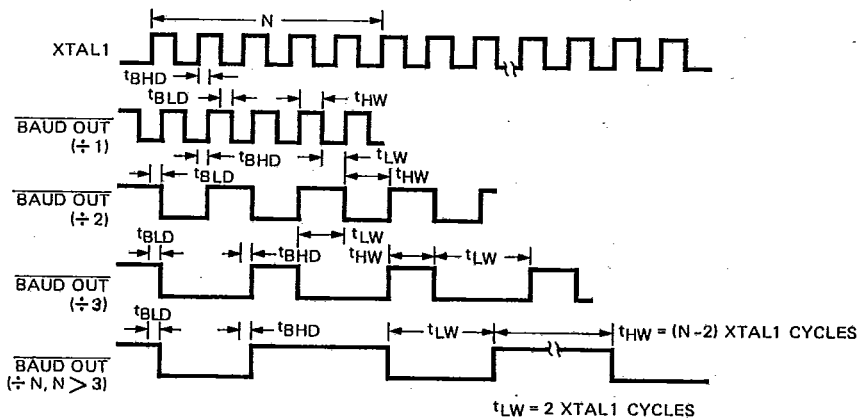 N
XTAL1
tBHD
tBLD
tHW
BAUD OUT
(÷1)
tBHD
tLW
tBLD
tHW
BAUD OUT
(÷2)
tLW
tBLD
tBHD
tHW
tLW
BAUD OUT
(÷3)
tBLD
tBHD
tLW
tHW = (N-2) XTAL1 CYCLES
BAUD OUT
(÷N, N > 3)
tLW = 2 XTAL1 CYCLES